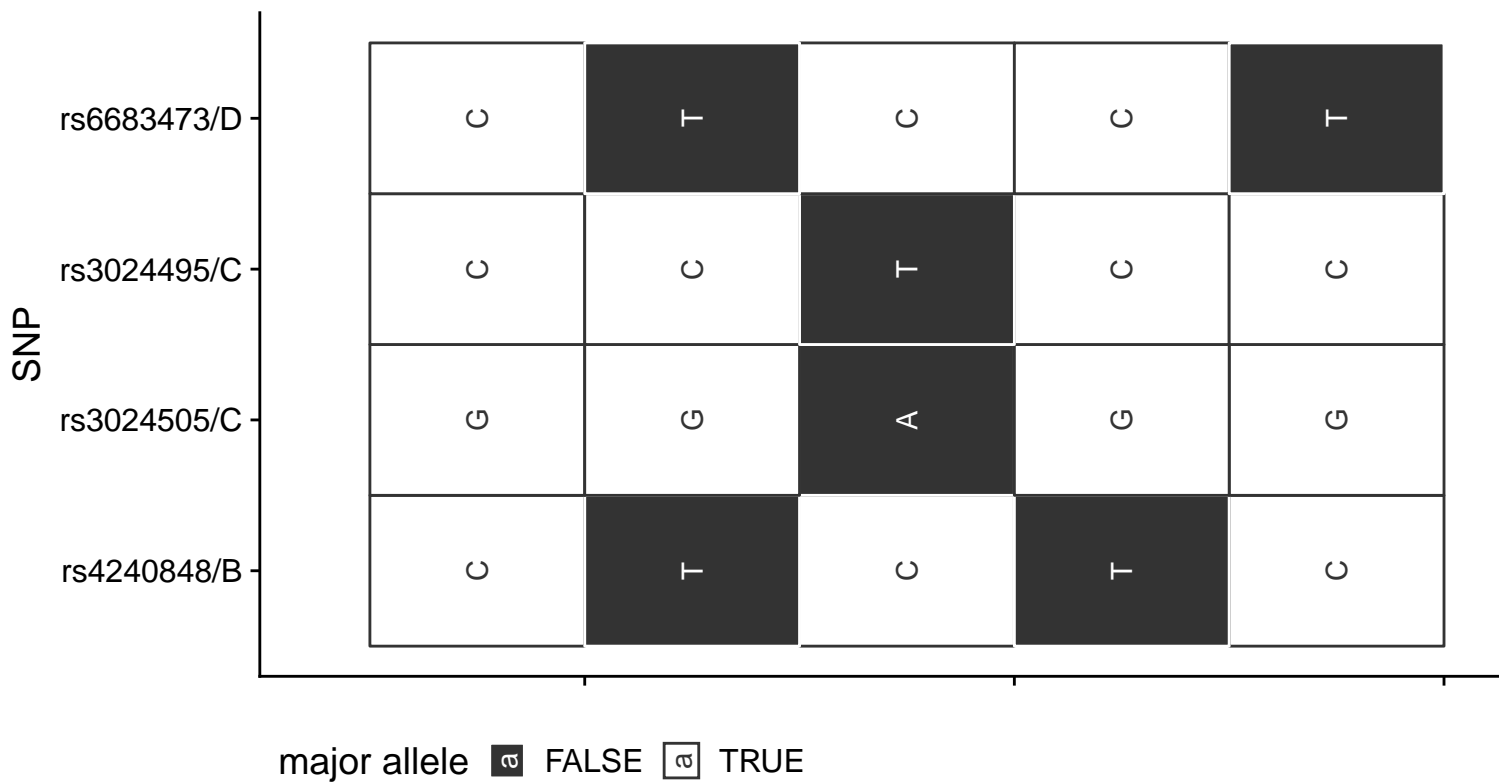 SNP
rs6683473/D C T C C T
rs3024495/C C C T C C
rs3024505/C G G A G G
rs4240848/B C T C T C
major allele a FALSE a TRUE